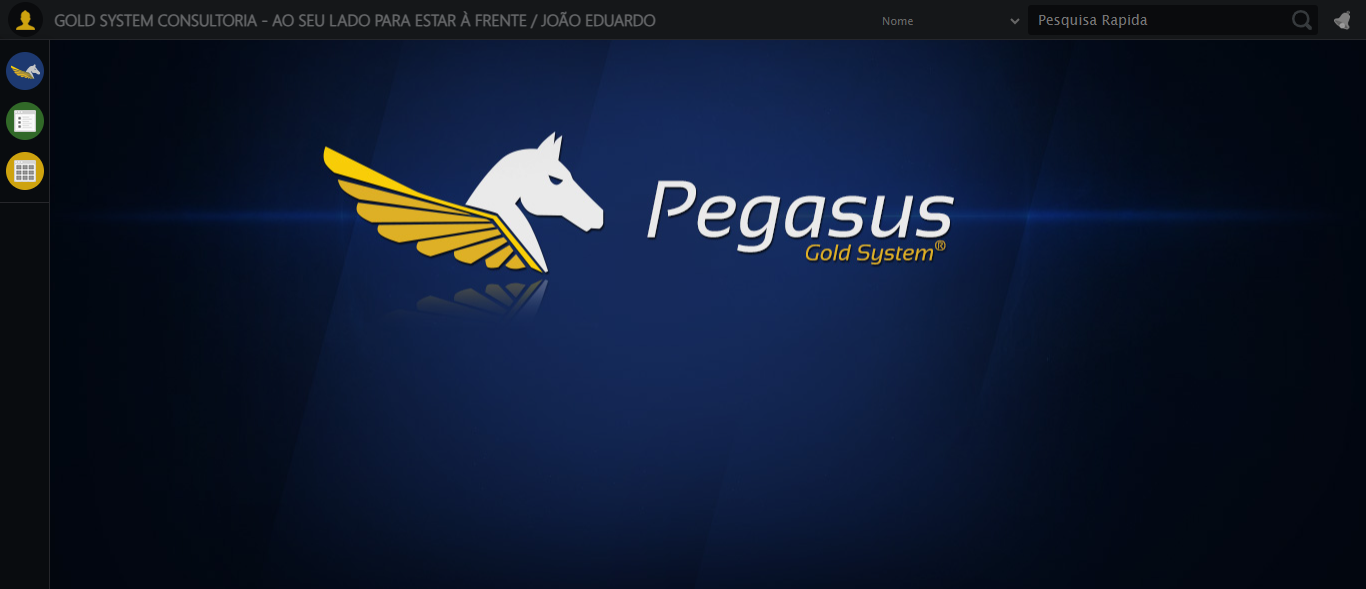 GOLD SYSTEM CONSULTORIA - AO SEU LADO PARA ESTAR À FRENTE / JOÃO EDUARDO
Nome
Pesquisa Rapida
Pegasus
Gold System®